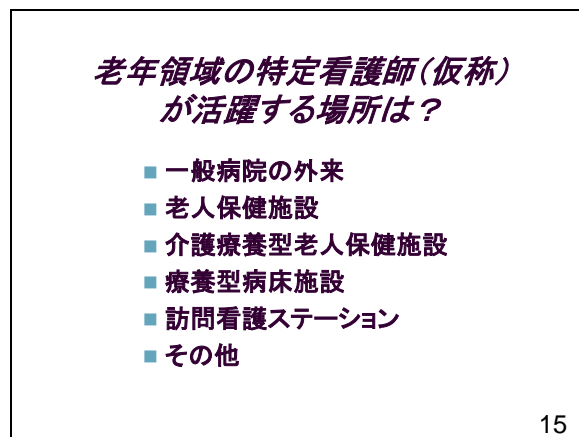 老年領域の特定看護師（仮称）
が活躍する場所は？
■ 一般病院の外来
■ 老人保健施設
■ 介護療養型老人保健施設
■ 療養型病床施設
■ 訪問看護ステーション
■ その他
15